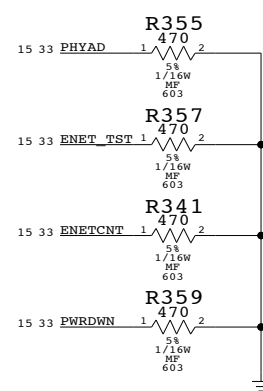 R355
470
15 33 PHYAD 1 2
5%
1/16W
MF
603
R357
470
15 33 ENET_TST 1 2
5%
1/16W
MF
603
R341
470
15 33 ENETCNT 1 2
5%
1/16W
MF
603
R359
470
15 33 PWRDWN 1 2
5%
1/16W
MF
603